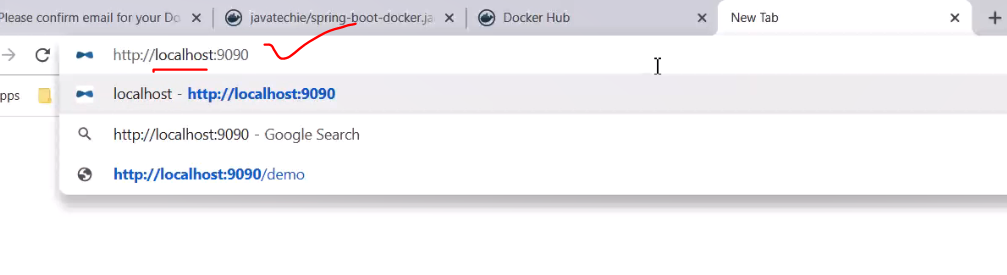 Please confirm email for your Do
javatechie/spring-boot-docker.ja
Docker Hub
New Tab
http://localhost:9090
pps
localhost - http://localhost:9090
http://localhost:9090 - Google Search
http://localhost:9090/demo